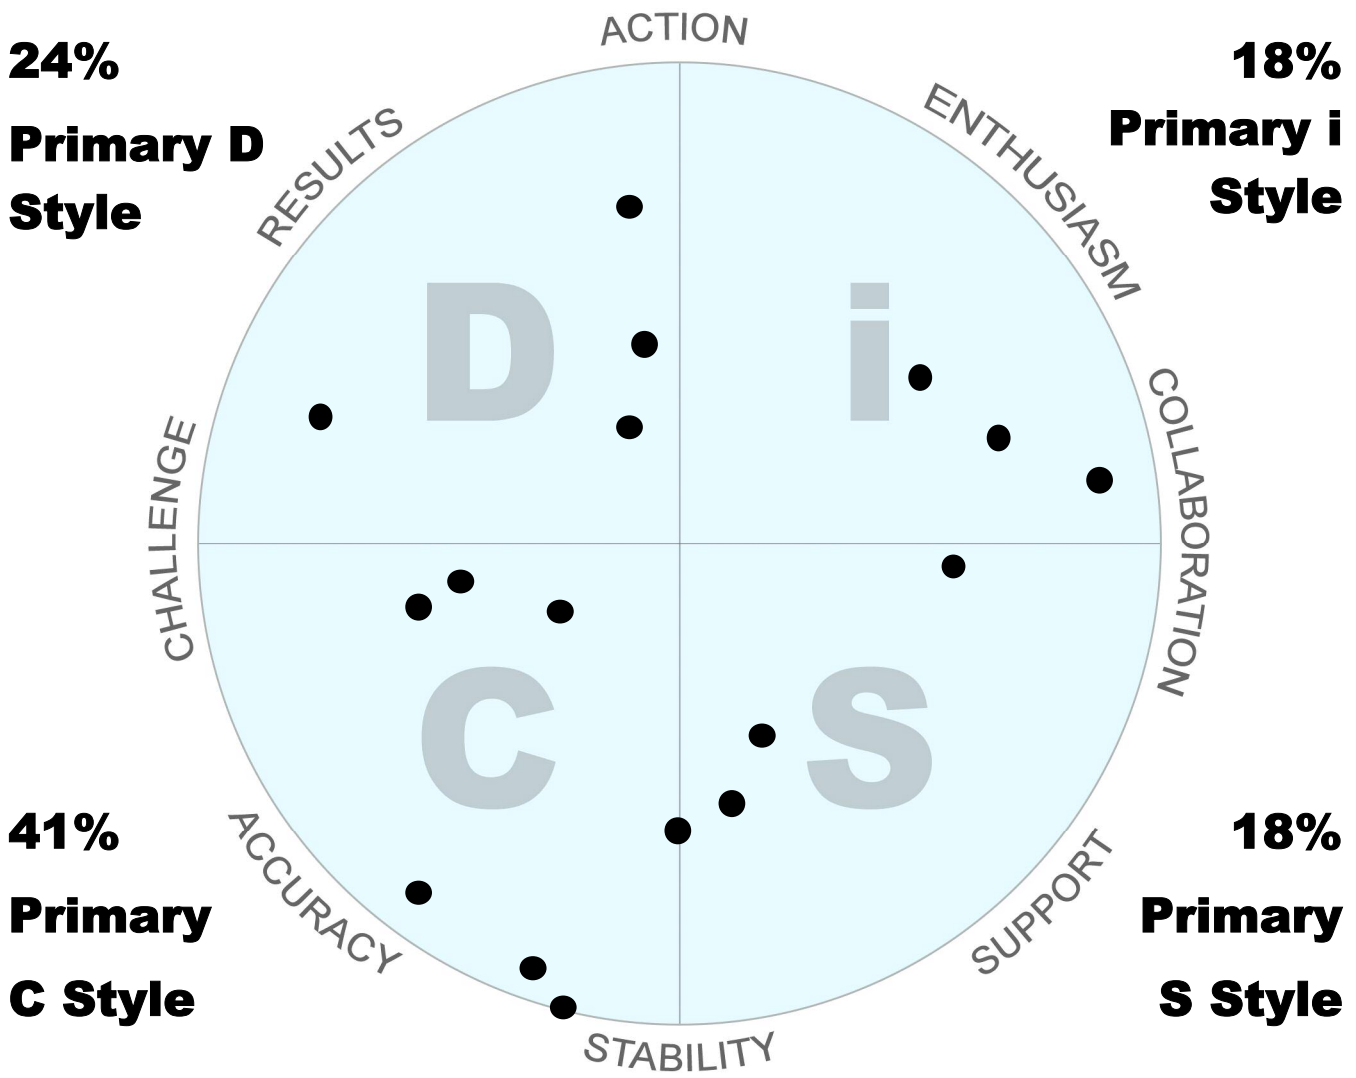 ACTION
24%
18%
Primary D
Style
Primary i
Style
RESULTS
ENTHUSIASM
D
i
CHALLENGE
COLLABORATION
C
S
41%
Primary
C Style
18%
Primary
S Style
ACCURACY
SUPPORT
STABILITY